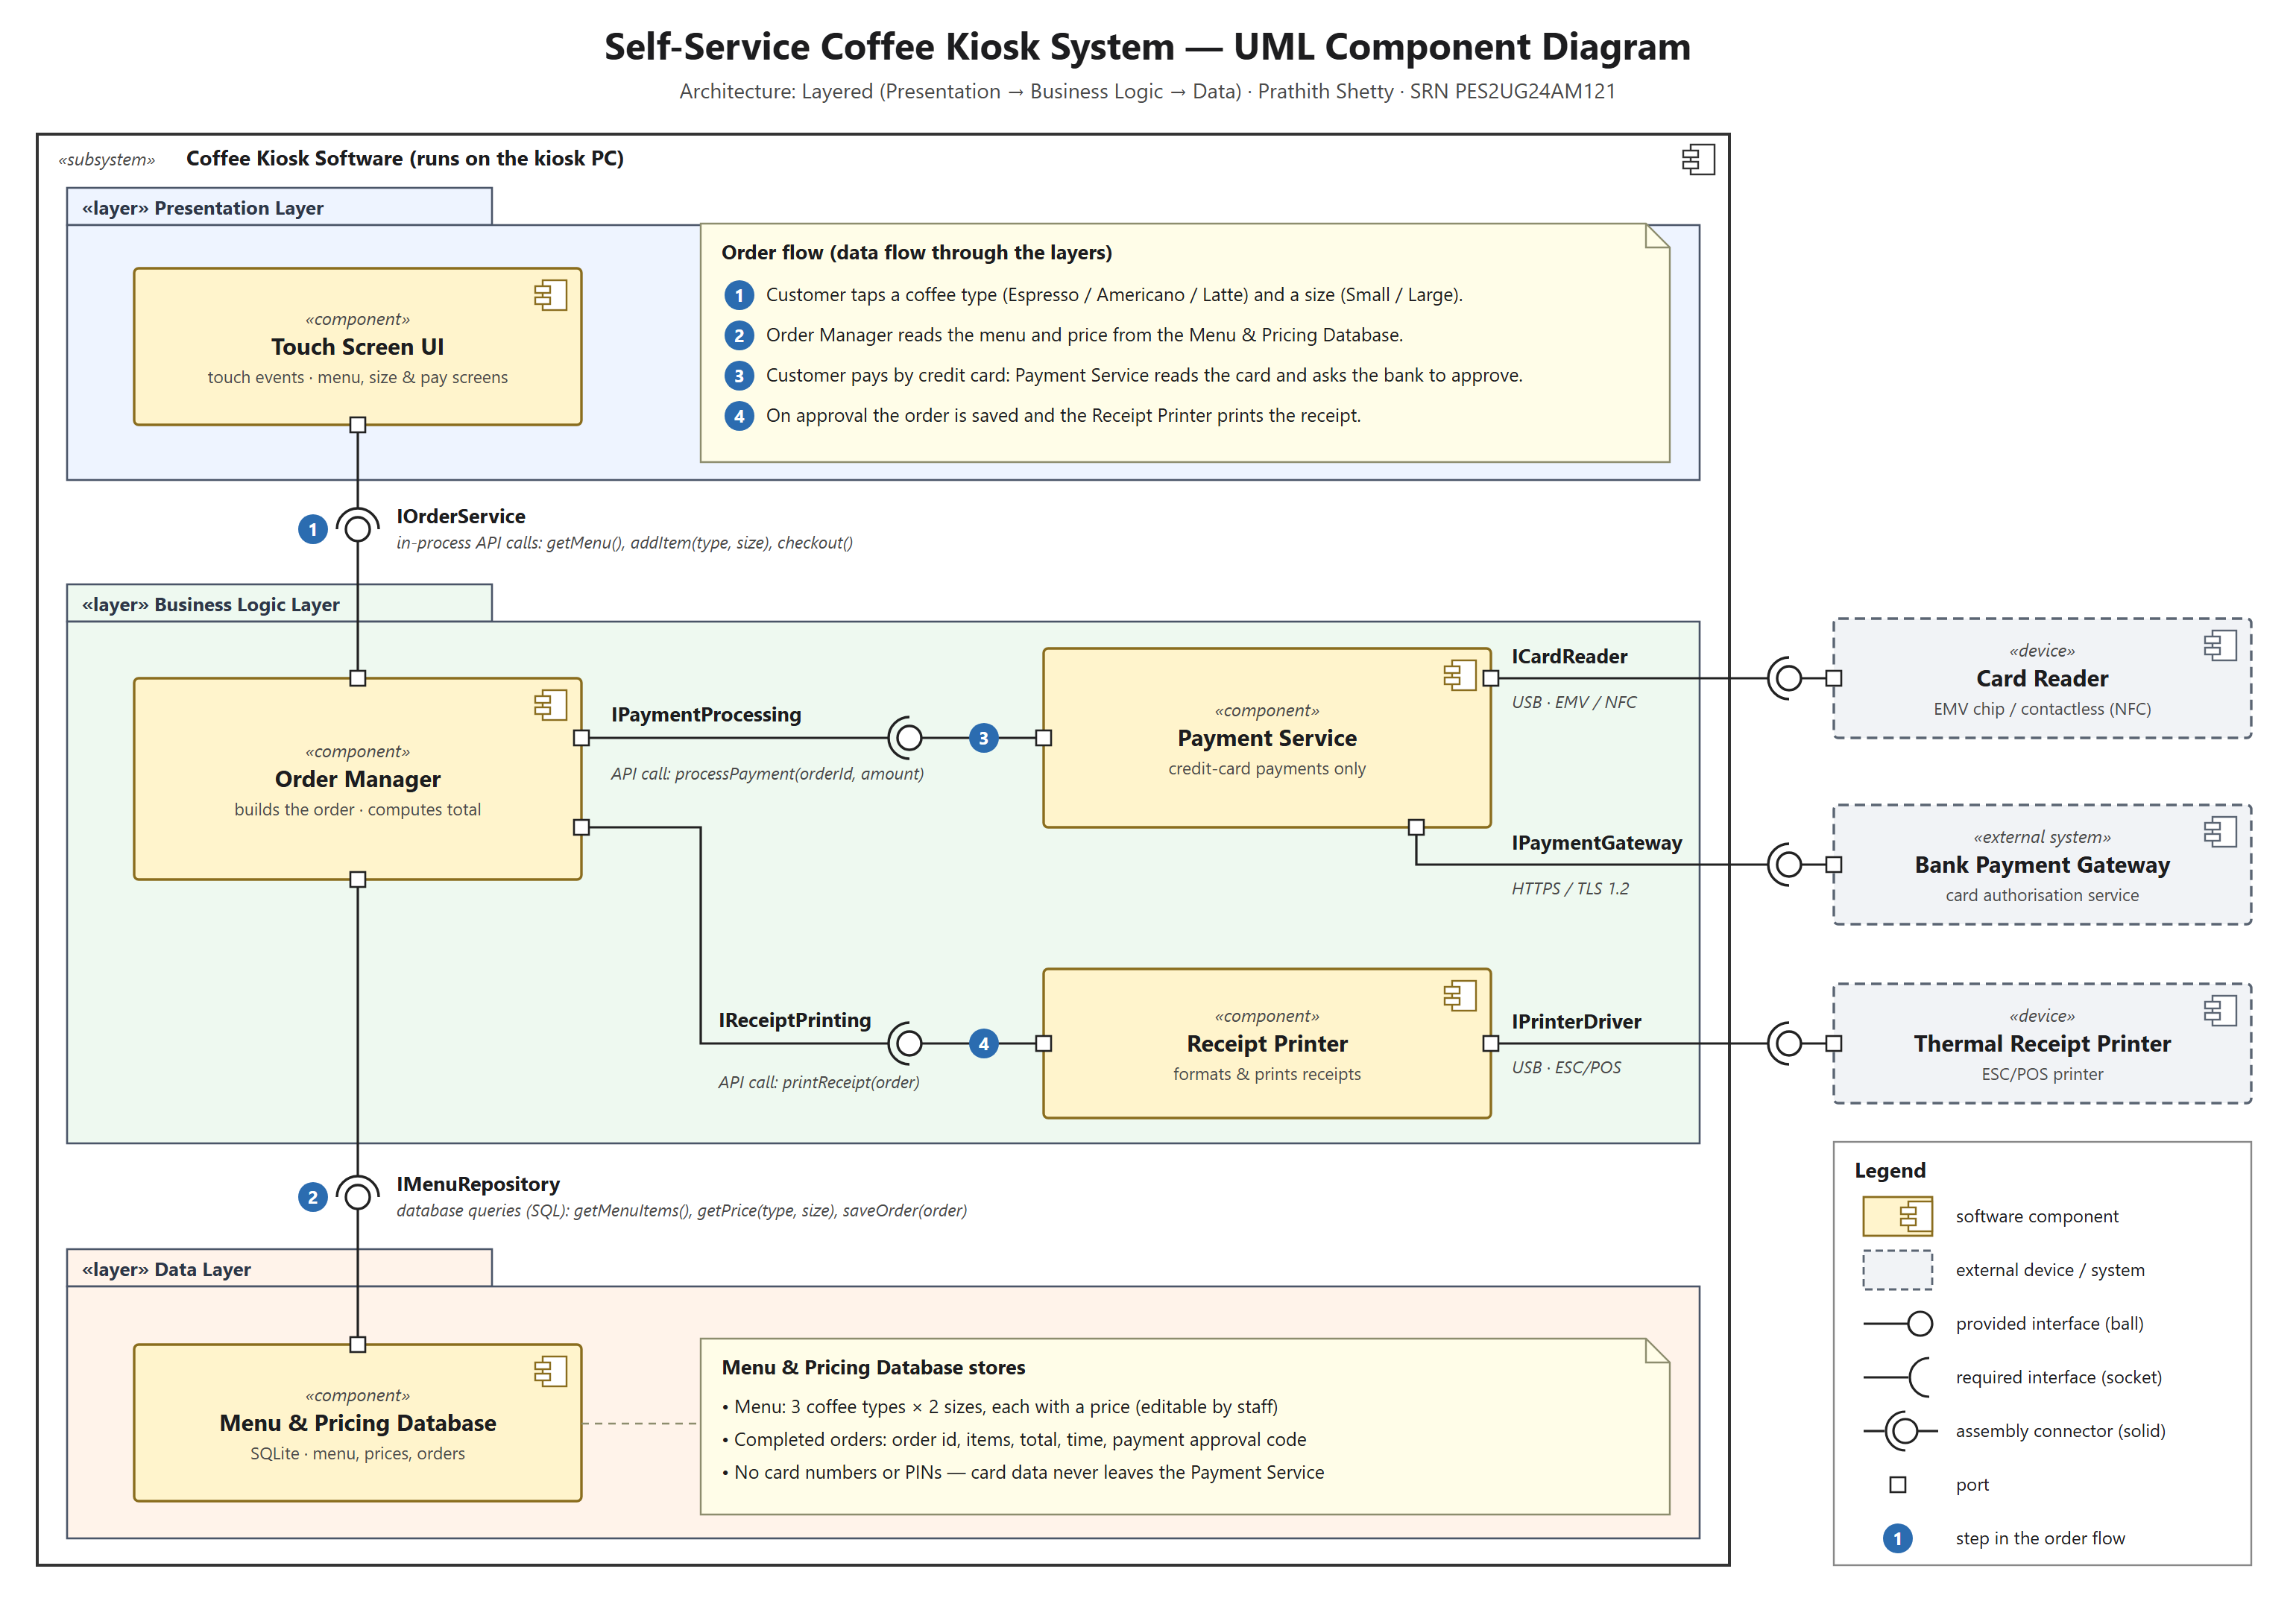 Self-Service Coffee Kiosk System — UML Component Diagram
Architecture: Layered (Presentation → Business Logic → Data) · Prathith Shetty · SRN PES2UG24AM121
«subsystem» Coffee Kiosk Software (runs on the kiosk PC)
«layer» Presentation Layer
«component»
Touch Screen UI
touch events · menu, size & pay screens
Order flow (data flow through the layers)
1 Customer taps a coffee type (Espresso / Americano / Latte) and a size (Small / Large).
2 Order Manager reads the menu and price from the Menu & Pricing Database.
3 Customer pays by credit card: Payment Service reads the card and asks the bank to approve.
4 On approval the order is saved and the Receipt Printer prints the receipt.
1
IOrderService
in-process API calls: getMenu(), addItem(type, size), checkout()
«layer» Business Logic Layer
«component»
Order Manager
builds the order · computes total
IPaymentProcessing
3
API call: processPayment(orderId, amount)
«component»
Payment Service
credit-card payments only
ICardReader
USB · EMV / NFC
«device»
Card Reader
EMV chip / contactless (NFC)
IPaymentGateway
HTTPS / TLS 1.2
«external system»
Bank Payment Gateway
card authorisation service
IReceiptPrinting
4
API call: printReceipt(order)
«component»
Receipt Printer
formats & prints receipts
IPrinterDriver
USB · ESC/POS
«device»
Thermal Receipt Printer
ESC/POS printer
2
IMenuRepository
database queries (SQL): getMenuItems(), getPrice(type, size), saveOrder(order)
«layer» Data Layer
«component»
Menu & Pricing Database
SQLite · menu, prices, orders
Menu & Pricing Database stores
• Menu: 3 coffee types × 2 sizes, each with a price (editable by staff)
• Completed orders: order id, items, total, time, payment approval code
• No card numbers or PINs — card data never leaves the Payment Service
Legend
software component
external device / system
provided interface (ball)
required interface (socket)
assembly connector (solid)
port
1 step in the order flow